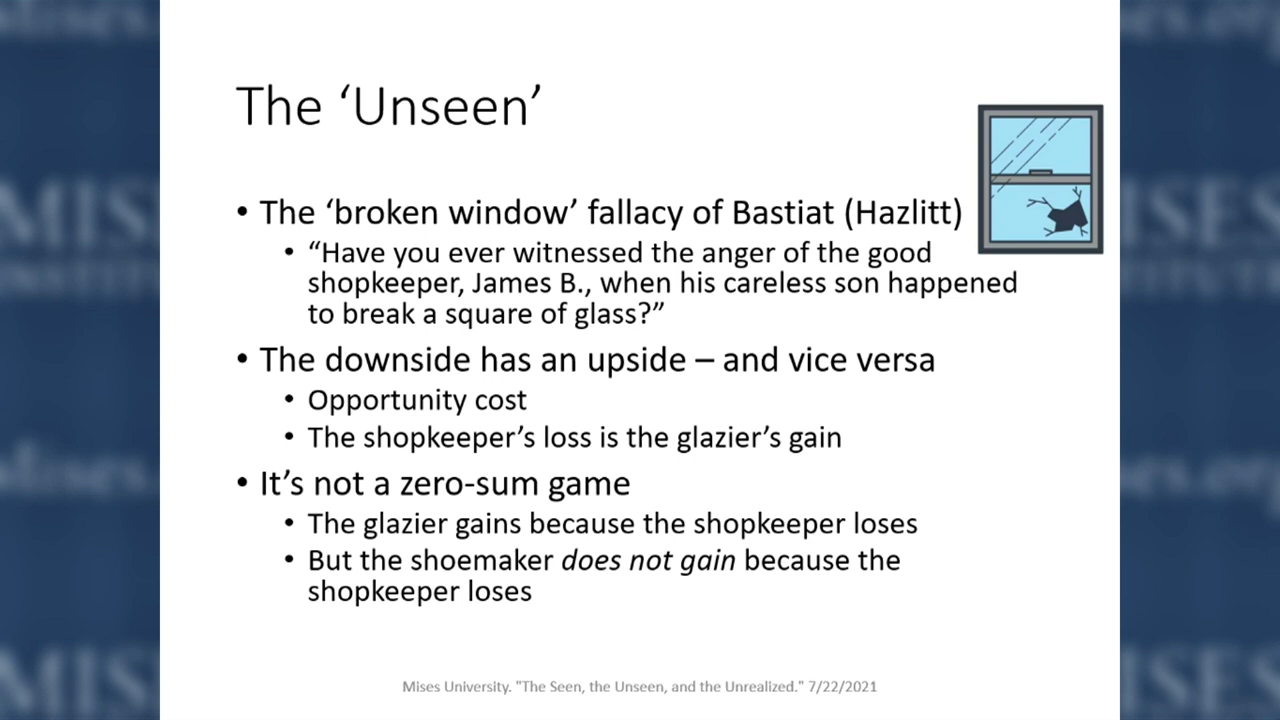 The ‘Unseen’
• The ‘broken window’ fallacy of Bastiat (Hazlitt)
• “Have you ever witnessed the anger of the good
shopkeeper, James B., when his careless son happened
to break a square of glass?”
• The downside has an upside – and vice versa
• Opportunity cost
• The shopkeeper’s loss is the glazier’s gain
• It’s not a zero-sum game
• The glazier gains because the shopkeeper loses
• But the shoemaker does not gain because the
shopkeeper loses
Mises University. "The Seen, the Unseen, and the Unrealized." 7/22/2021